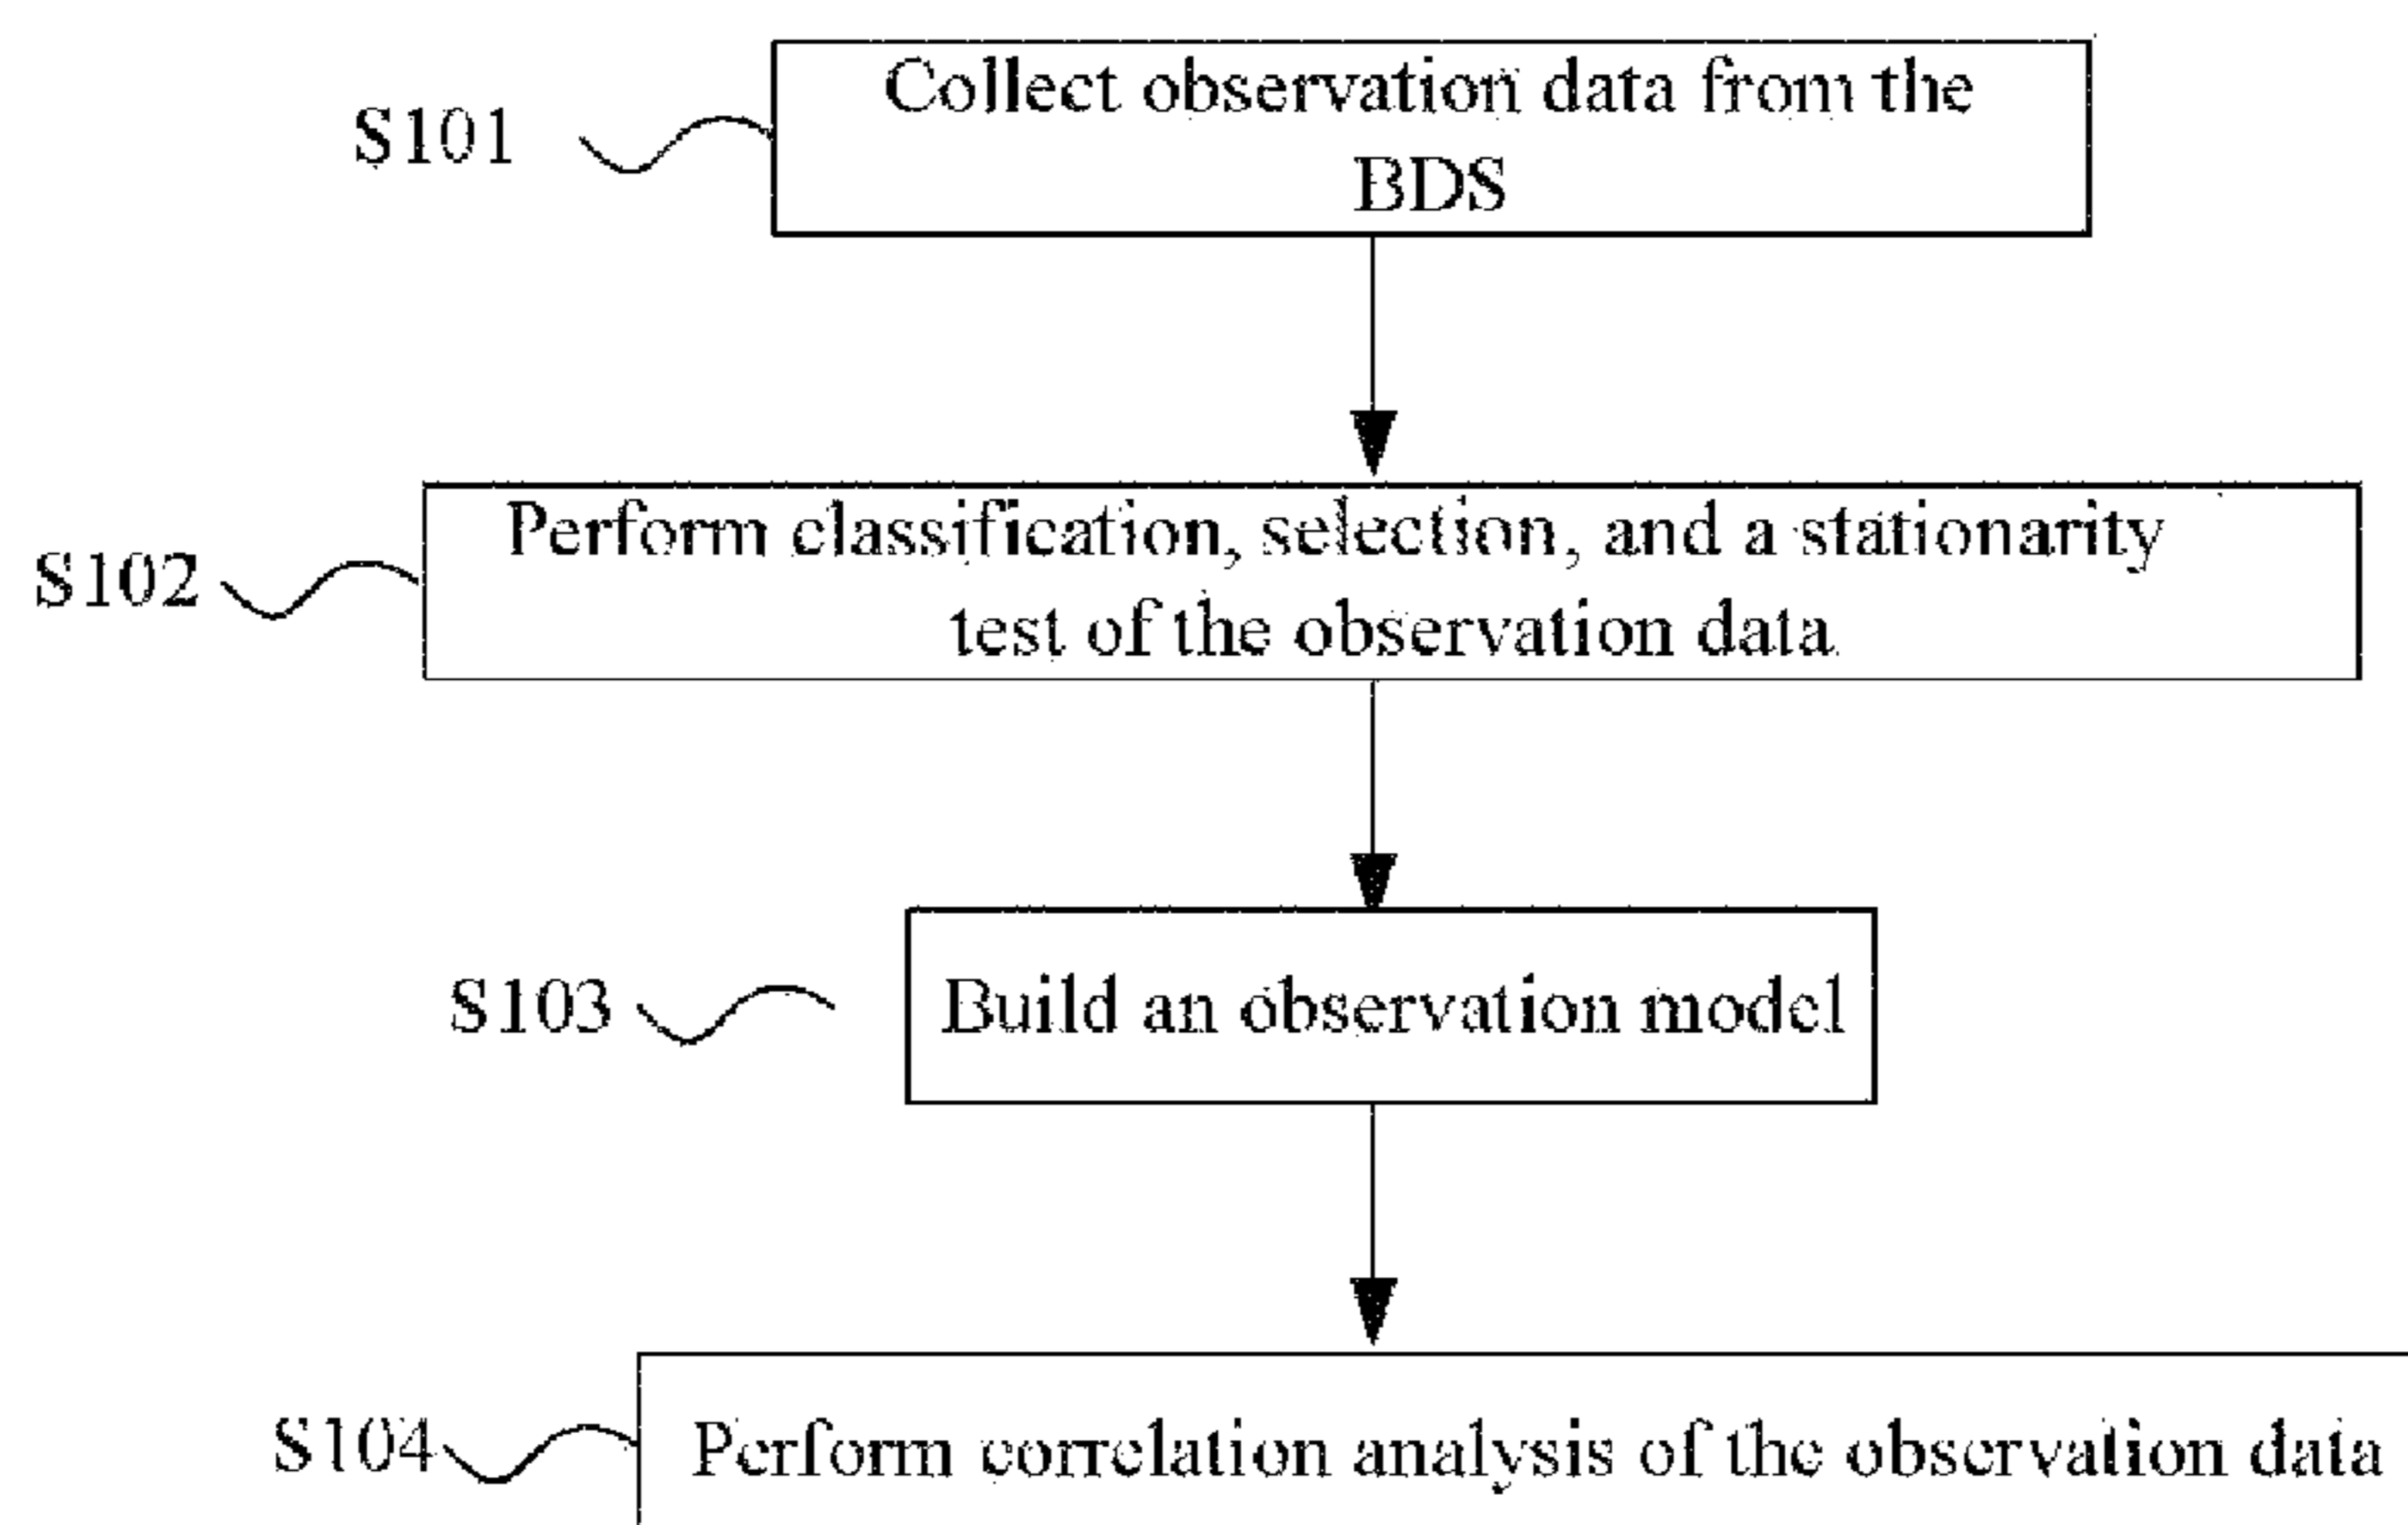 S101
Collect observation data from the
BDS
S102
Perform classification, selection, and a stationarity
test of the observation data
S103
Build an observation model
S104
Perform correlation analysis of the observation data